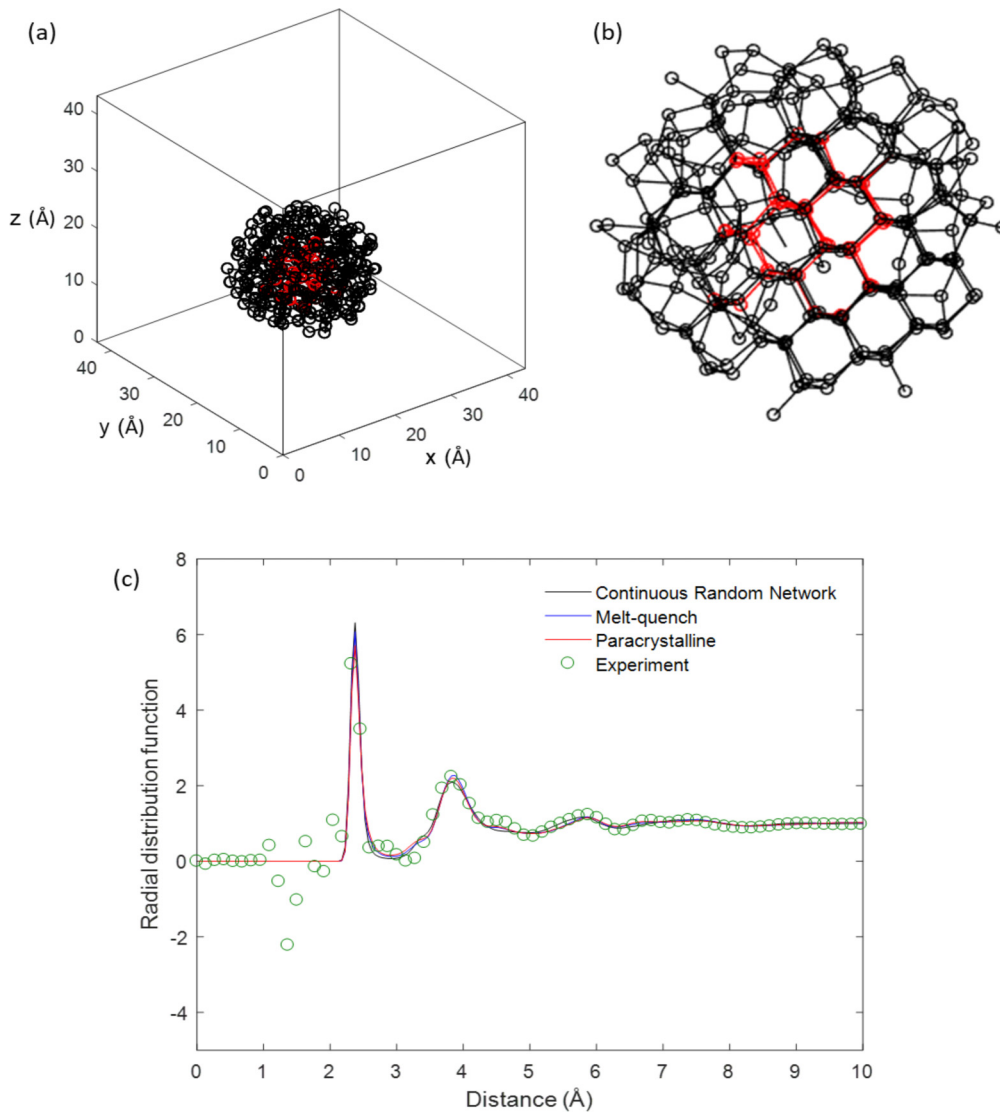 (a)
40
30
z (Å)
20
10
0
40
30
y (Å)
20
10
0
0
10
20
x (Å)
30
40
(b)
(c)
8
6
4
2
0
-2
-4
Radial distribution function
Continuous Random Network
Melt-quench
Paracrystalline
Experiment
0 1 2 3 4 5 6 7 8 9 10
Distance (Å)